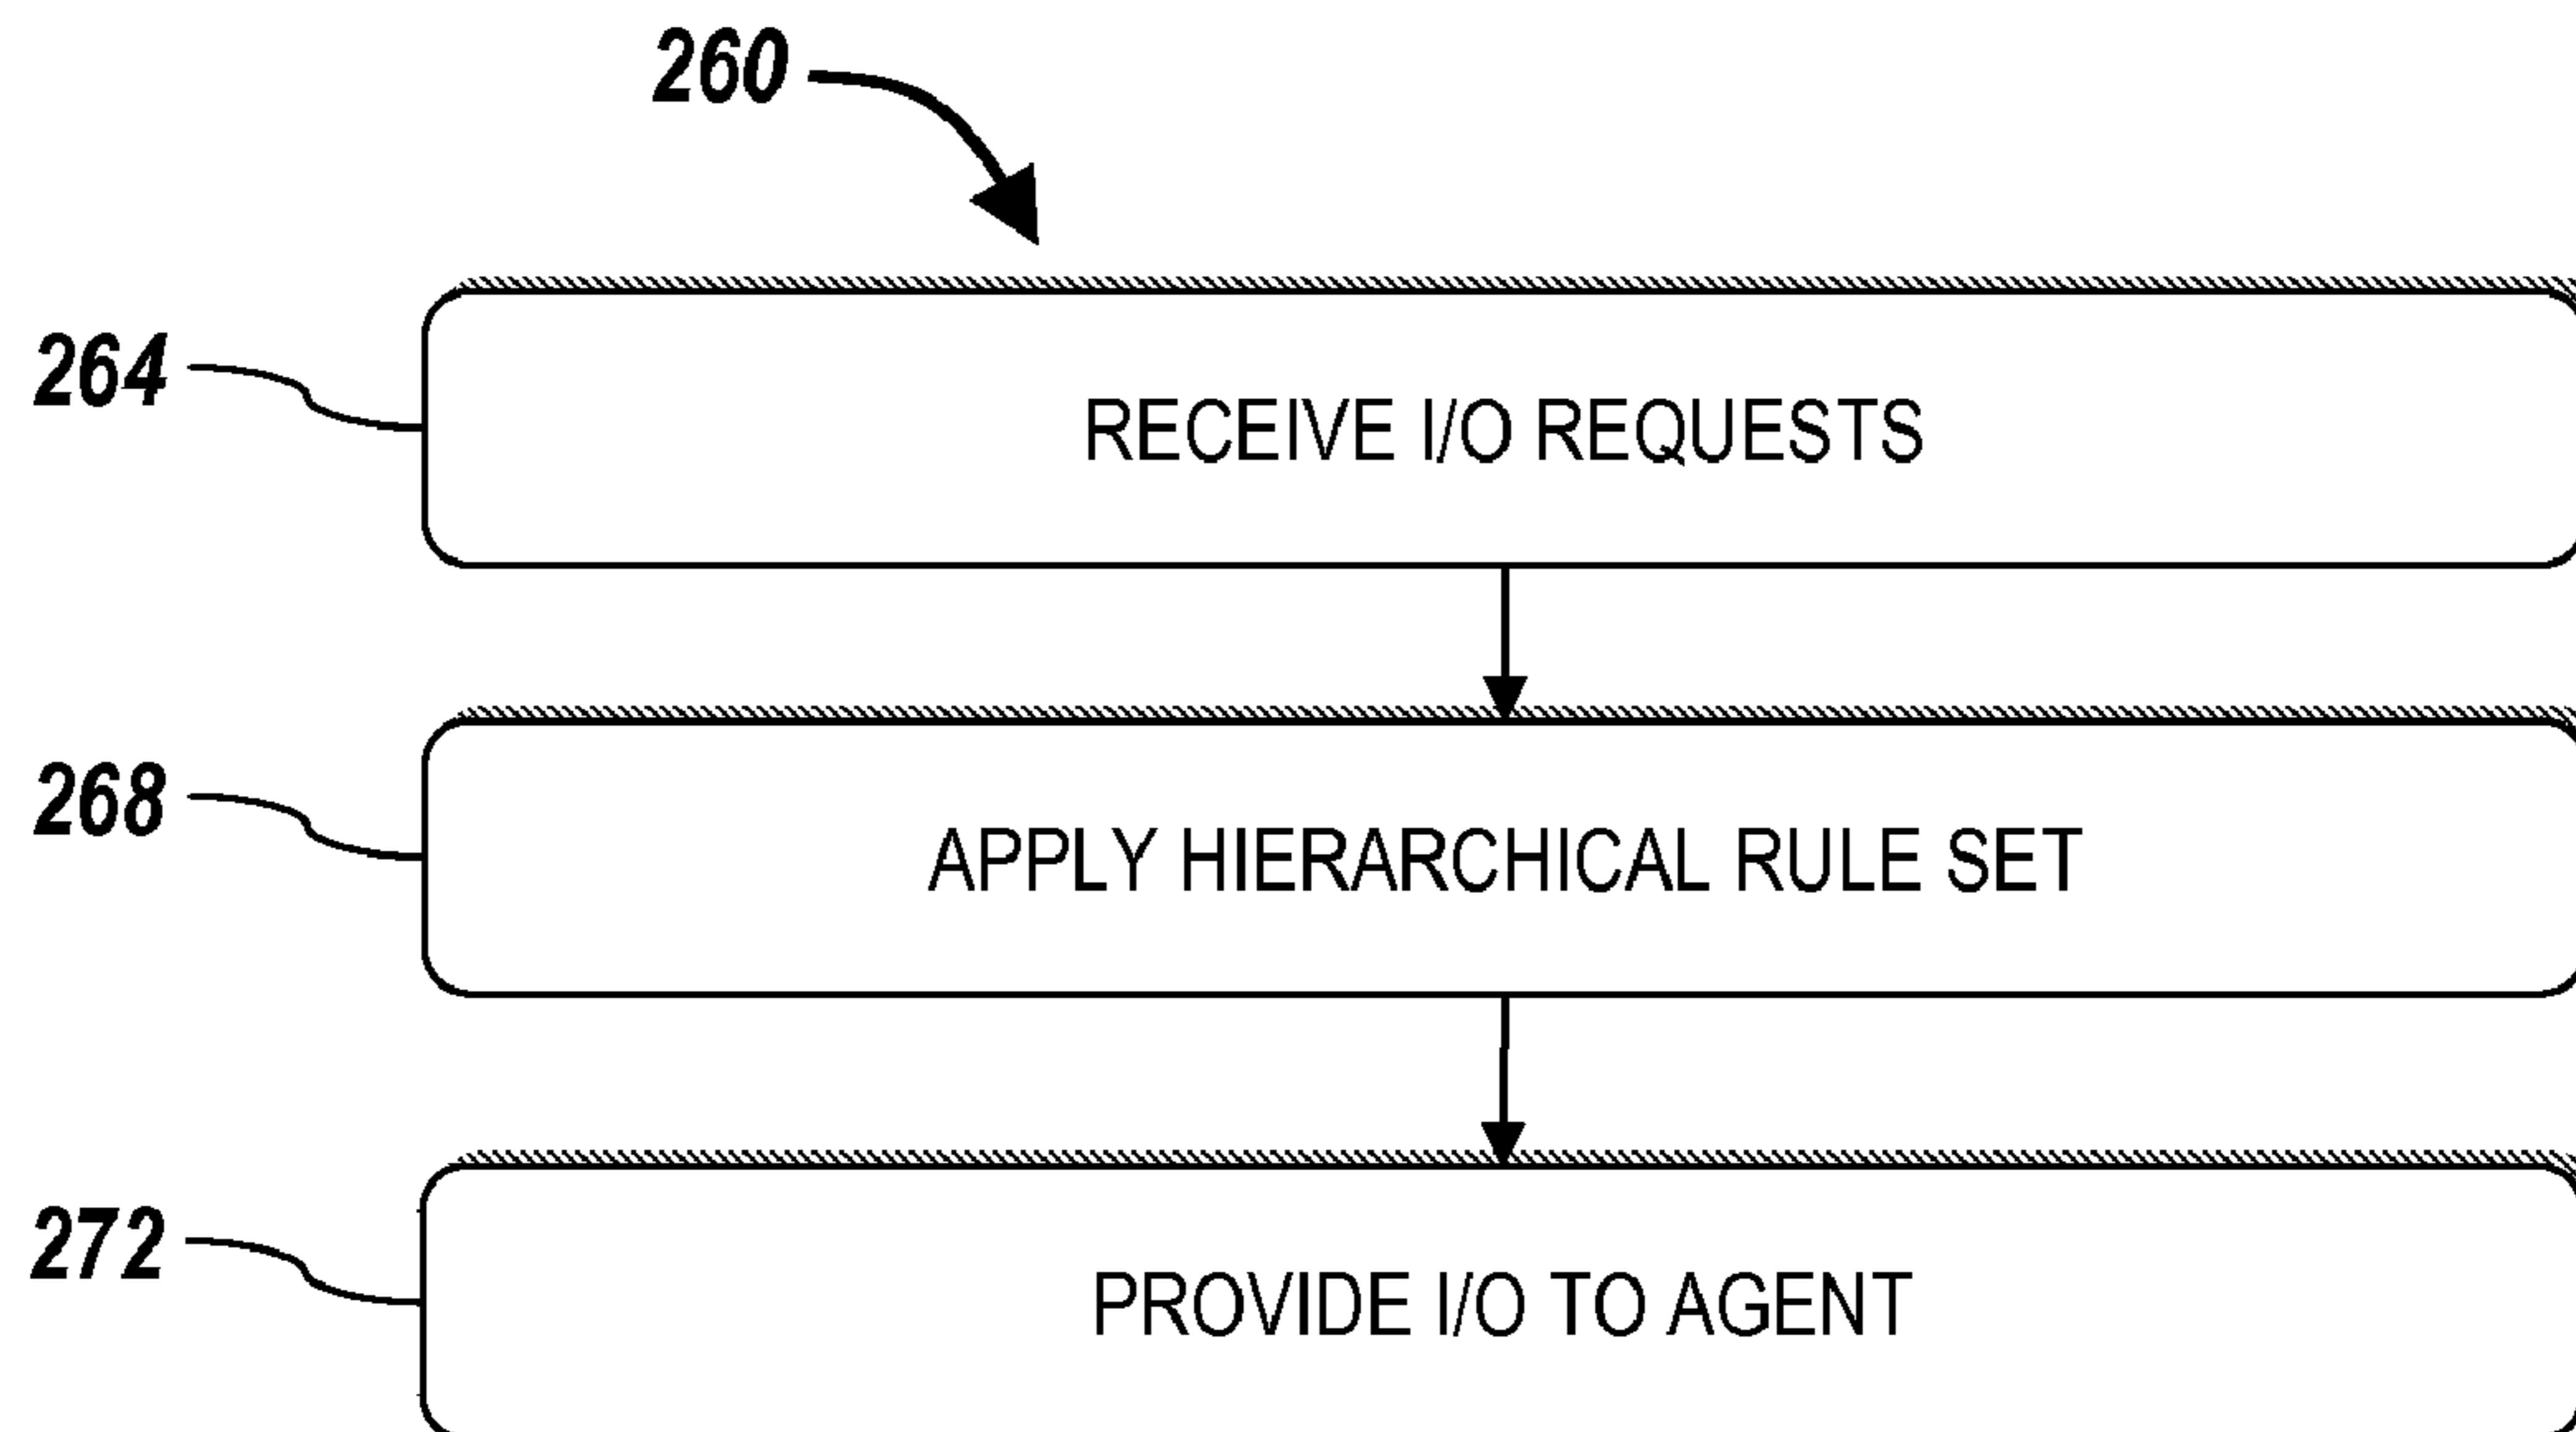 260
264
RECEIVE I/O REQUESTS
268
APPLY HIERARCHICAL RULE SET
272
PROVIDE I/O TO AGENT